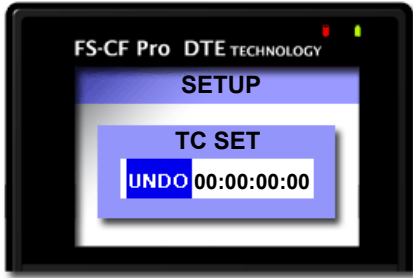 FS-CF Pro DTE TECHNOLOGY
SETUP
TC SET
UNDO 00:00:00:00